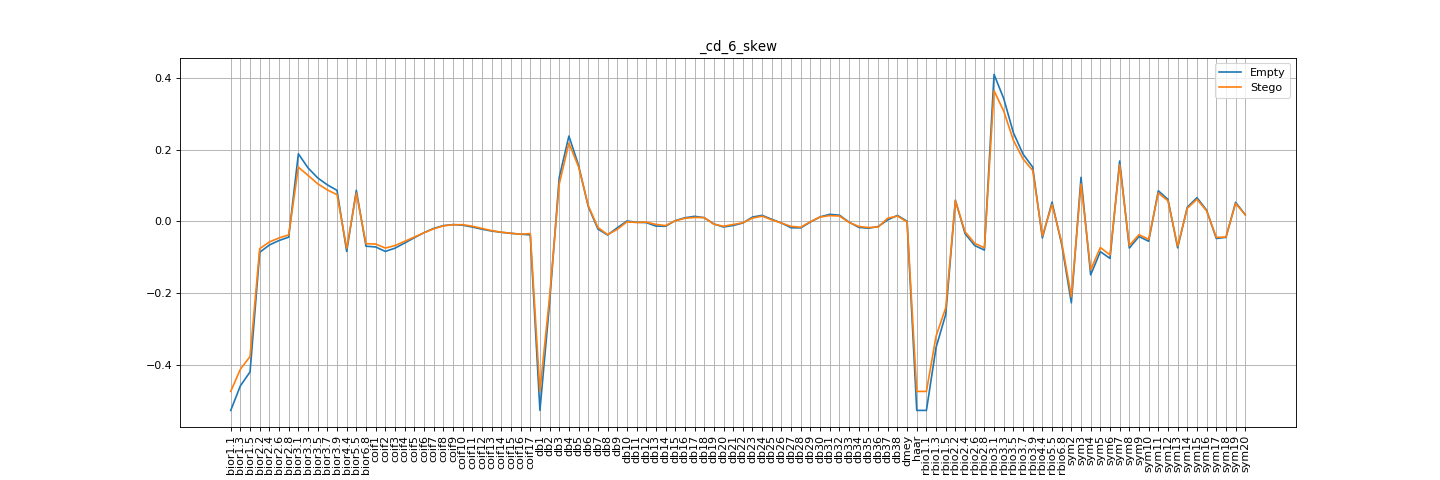 _cd_6_skew
Empty
Stego
0.4
0.2
0.0
−0.2
−0.4
bior1.1
bior1.3
bior1.5
bior2.2
bior2.4
bior2.6
bior2.8
bior3.1
bior3.3
bior3.5
bior3.7
bior3.9
bior4.4
bior5.5
bior6.8
coif1
coif2
coif3
coif4
coif5
coif6
coif7
coif8
coif9
coif10
coif11
coif12
coif13
coif14
coif15
coif16
coif17
db1
db2
db3
db4
db5
db6
db7
db8
db9
db10
db11
db12
db13
db14
db15
db16
db17
db18
db19
db20
db21
db22
db23
db24
db25
db26
db27
db28
db29
db30
db31
db32
db33
db34
db35
db36
db37
db38
dmey
haar
rbio1.1
rbio1.3
rbio1.5
rbio2.2
rbio2.4
rbio2.6
rbio2.8
rbio3.1
rbio3.3
rbio3.5
rbio3.7
rbio3.9
rbio4.4
rbio5.5
rbio6.8
sym2
sym3
sym4
sym5
sym6
sym7
sym8
sym9
sym10
sym11
sym12
sym13
sym14
sym15
sym16
sym17
sym18
sym19
sym20